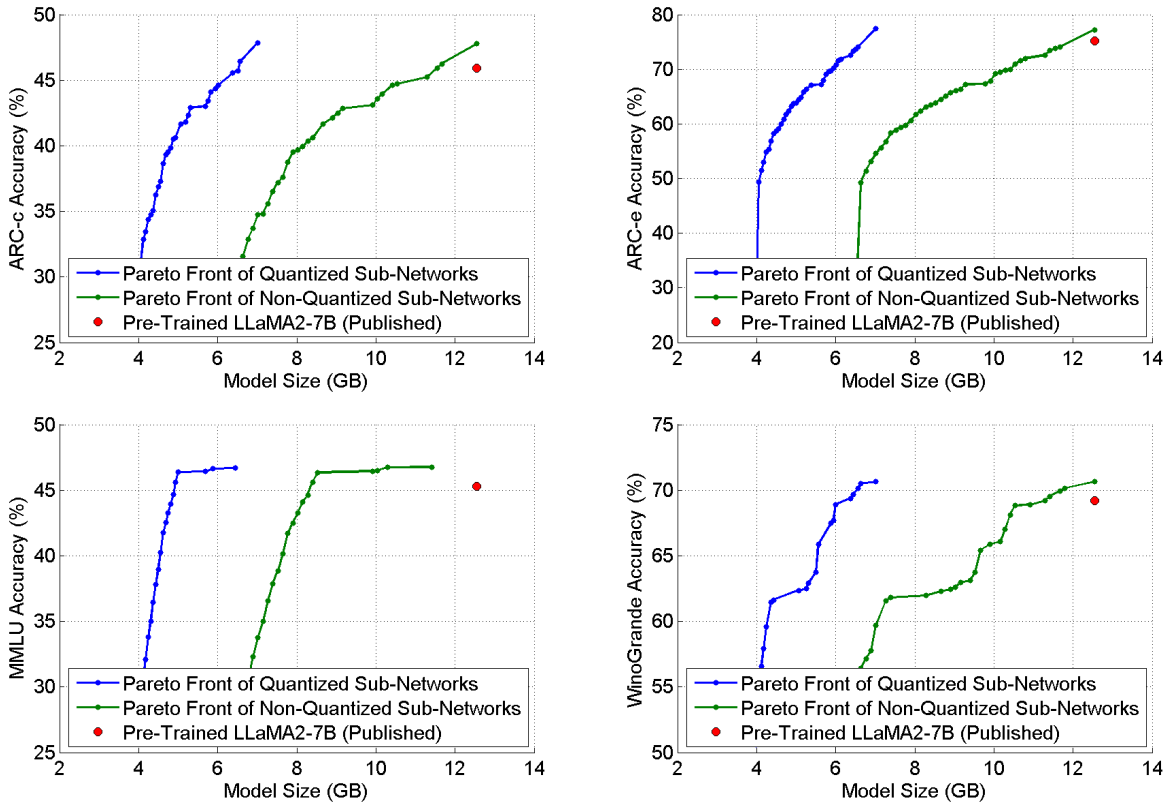 50
45
40
35
30
25
ARC-c Accuracy (%)
Pareto Front of Quantized Sub-Networks
Pareto Front of Non-Quantized Sub-Networks
Pre-Trained LLaMA2-7B (Published)
2 4 6 8 10 12 14
Model Size (GB)
80
70
60
50
40
30
20
ARC-e Accuracy (%)
Pareto Front of Quantized Sub-Networks
Pareto Front of Non-Quantized Sub-Networks
Pre-Trained LLaMA2-7B (Published)
2 4 6 8 10 12 14
Model Size (GB)
50
45
40
35
30
25
MMLU Accuracy (%)
Pareto Front of Quantized Sub-Networks
Pareto Front of Non-Quantized Sub-Networks
Pre-Trained LLaMA2-7B (Published)
2 4 6 8 10 12 14
Model Size (GB)
75
70
65
60
55
50
WinoGrande Accuracy (%)
Pareto Front of Quantized Sub-Networks
Pareto Front of Non-Quantized Sub-Networks
Pre-Trained LLaMA2-7B (Published)
2 4 6 8 10 12 14
Model Size (GB)